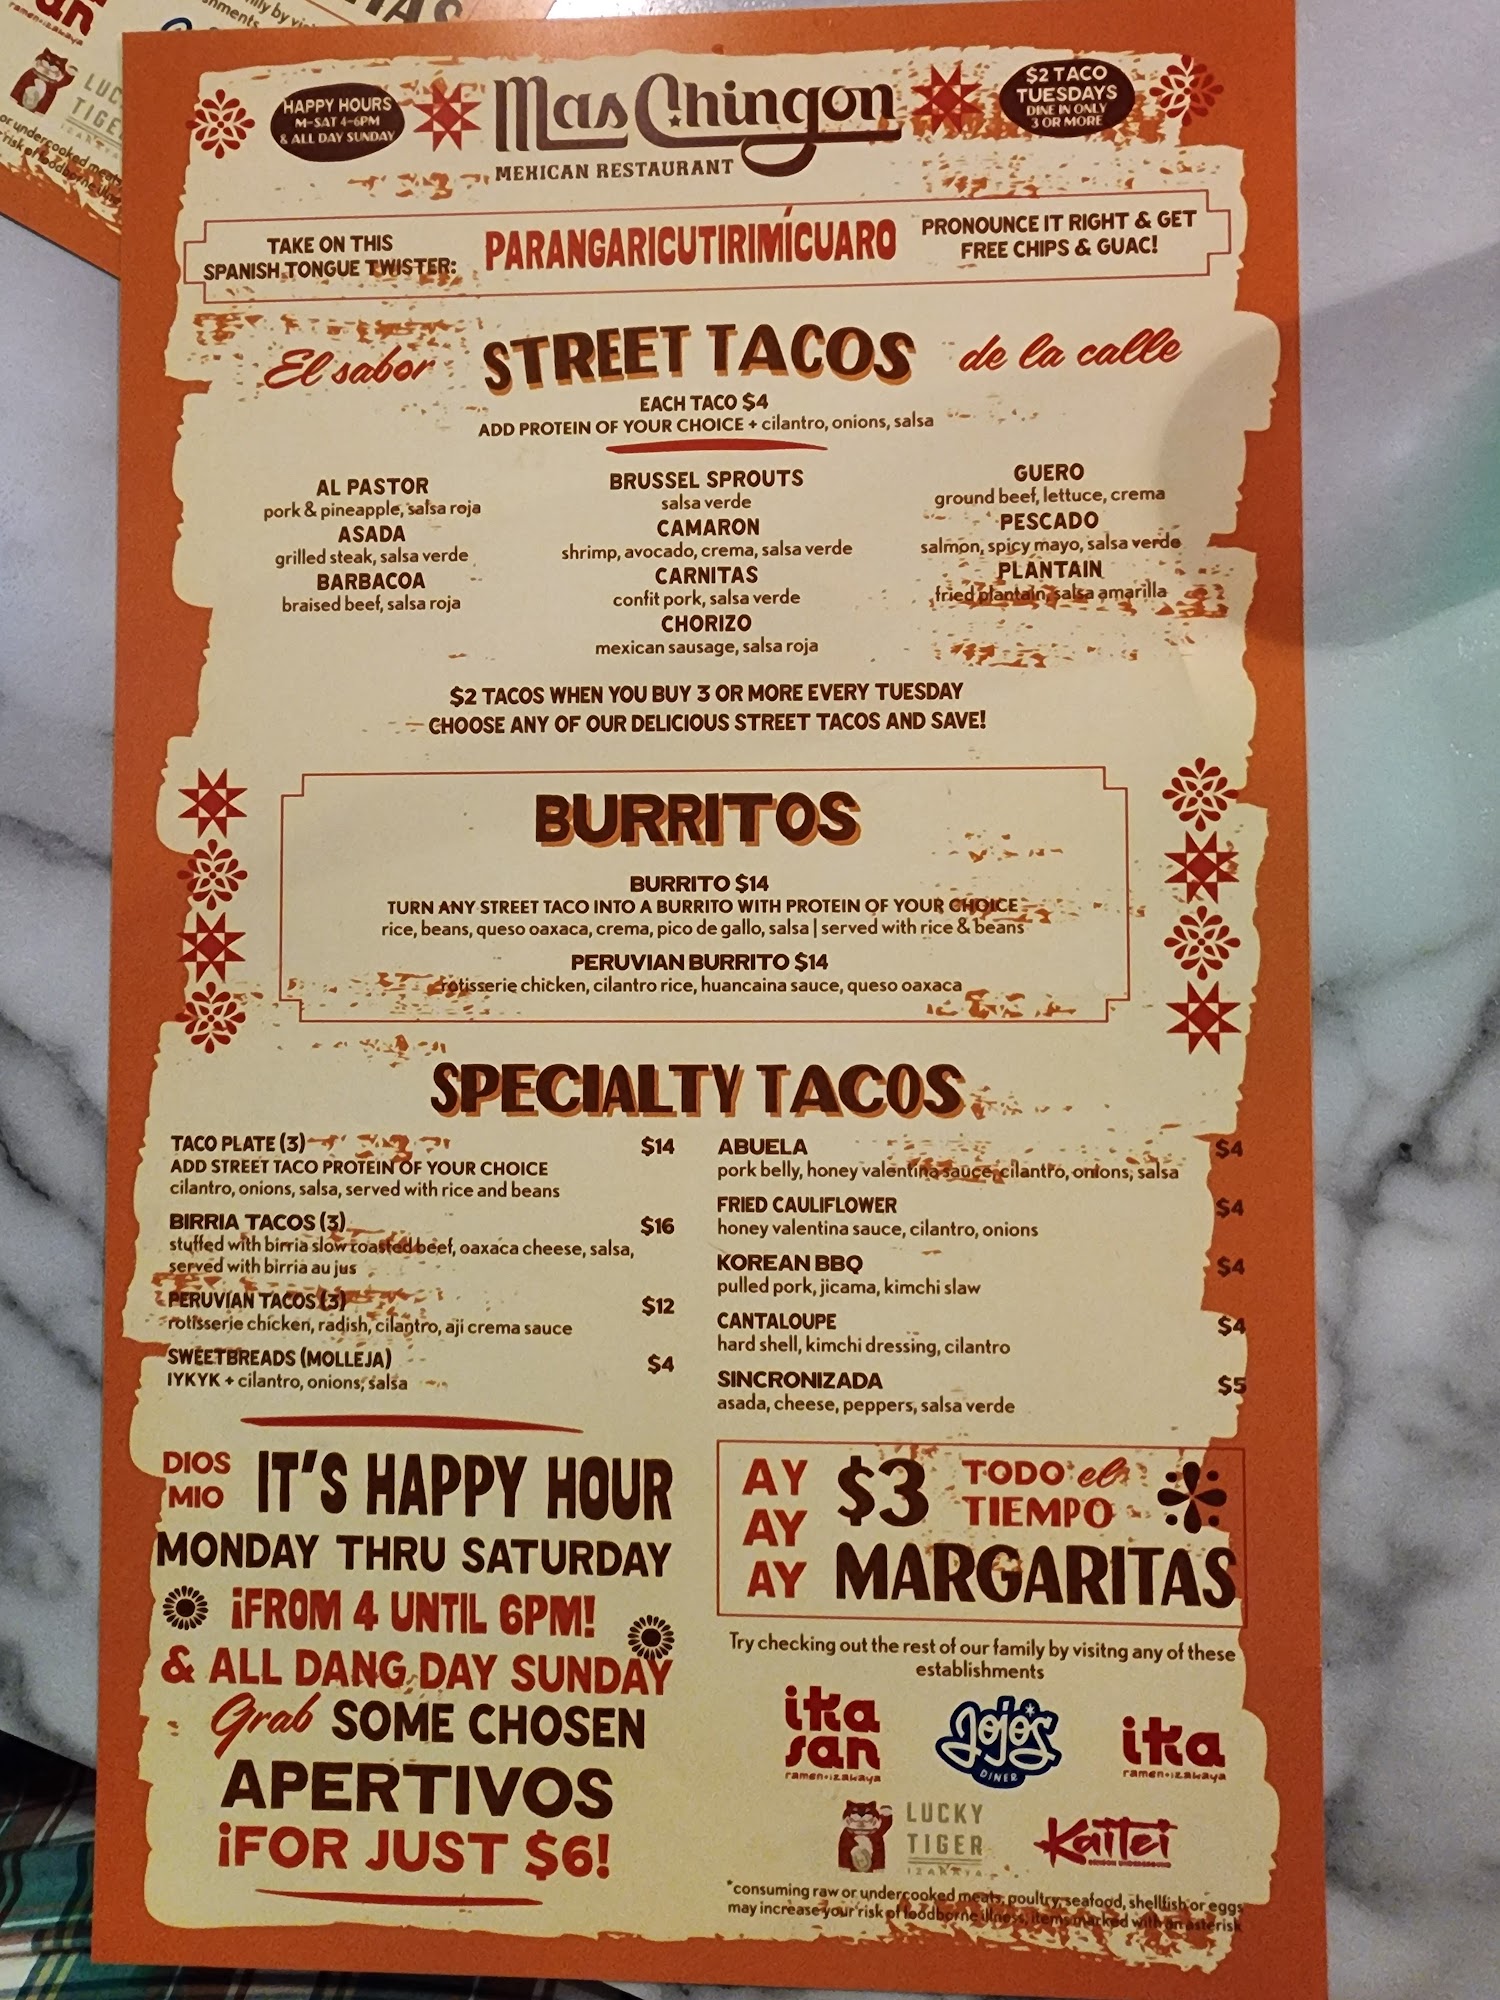 HAPPY HOURS
M-SAT 4-6PM
& ALL DAY SUNDAY
Mas Chingon
MEXICAN RESTAURANT
$2 TACO
TUESDAYS
DINE IN ONLY
3 OR MORE
TAKE ON THIS
SPANISH TONGUE TWISTER:
PARANGARICUTIRIMÍCUARO
PRONOUNCE IT RIGHT & GET
FREE CHIPS & GUAC!
El sabor STREET TACOS de la calle
EACH TACO $4
ADD PROTEIN OF YOUR CHOICE + cilantro, onions, salsa
AL PASTOR
pork & pineapple, salsa roja
ASADA
grilled steak, salsa verde
BARBACOA
braised beef, salsa roja
BRUSSEL SPROUTS
salsa verde
CAMARON
shrimp, avocado, crema, salsa verde
CARNITAS
confit pork, salsa verde
CHORIZO
mexican sausage, salsa roja
GUERO
ground beef, lettuce, crema
PESCADO
salmon, spicy mayo, salsa verde
PLANTAIN
fried plantain, salsa amarilla
$2 TACOS WHEN YOU BUY 3 OR MORE EVERY TUESDAY
CHOOSE ANY OF OUR DELICIOUS STREET TACOS AND SAVE!
BURRITOS
BURRITO $14
TURN ANY STREET TACO INTO A BURRITO WITH PROTEIN OF YOUR CHOICE
rice, beans, queso oaxaca, crema, pico de gallo, salsa | served with rice & beans
PERUVIAN BURRITO $14
rotisserie chicken, cilantro rice, huancaina sauce, queso oaxaca
SPECIALTY TACOS
TACO PLATE (3) $14
ADD STREET TACO PROTEIN OF YOUR CHOICE
cilantro, onions, salsa, served with rice and beans
BIRRIA TACOS (3) $16
stuffed with birria slow roasted beef, oaxaca cheese, salsa,
served with birria au jus
PERUVIAN TACOS (3) $12
rotisserie chicken, radish, cilantro, aji crema sauce
SWEETBREADS (MOLLEJA) $4
IYKYK + cilantro, onions, salsa
ABUELA $4
pork belly, honey valentina sauce, cilantro, onions, salsa
FRIED CAULIFLOWER $4
honey valentina sauce, cilantro, onions
KOREAN BBQ $4
pulled pork, jicama, kimchi slaw
CANTALOUPE $4
hard shell, kimchi dressing, cilantro
SINCRONIZADA $5
asada, cheese, peppers, salsa verde
DIOS
MIO
IT'S HAPPY HOUR
MONDAY THRU SATURDAY
¡FROM 4 UNTIL 6PM!
& ALL DANG DAY SUNDAY
Grab SOME CHOSEN
APERTIVOS
¡FOR JUST $6!
AY
AY
AY
$3 TODO el
TIEMPO
MARGARITAS
Try checking out the rest of our family by visitng any of these
establishments
ika
san
ramen•izakaya
Jojo's
DINER
ika
ramen•izakaya
LUCKY
TIGER
IZAKAYA
Kaitei
*consuming raw or undercooked meats, poultry, seafood, shellfish or eggs
may increase your risk of foodborne illness, items marked with an asterisk